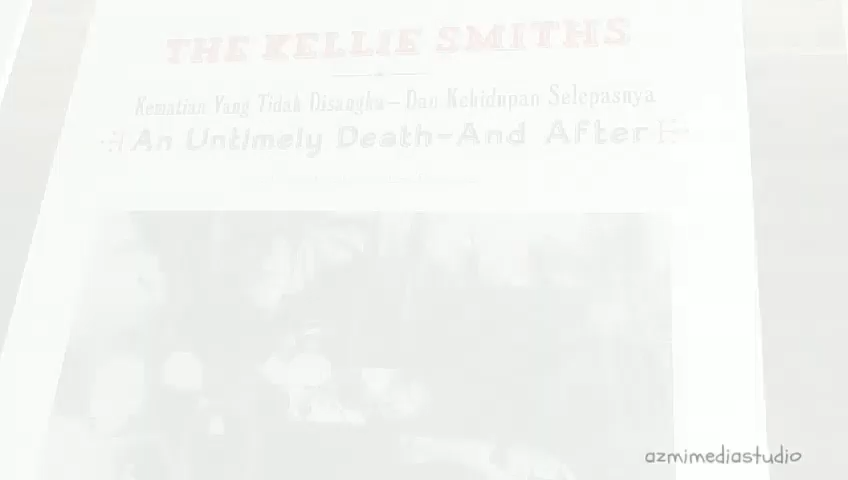 THE KELLIE SMITHS
Kematian Yang Tidak Disangka—Dan Kehidupan Selepasnya
An Untimely Death-And After
azmimediastudio